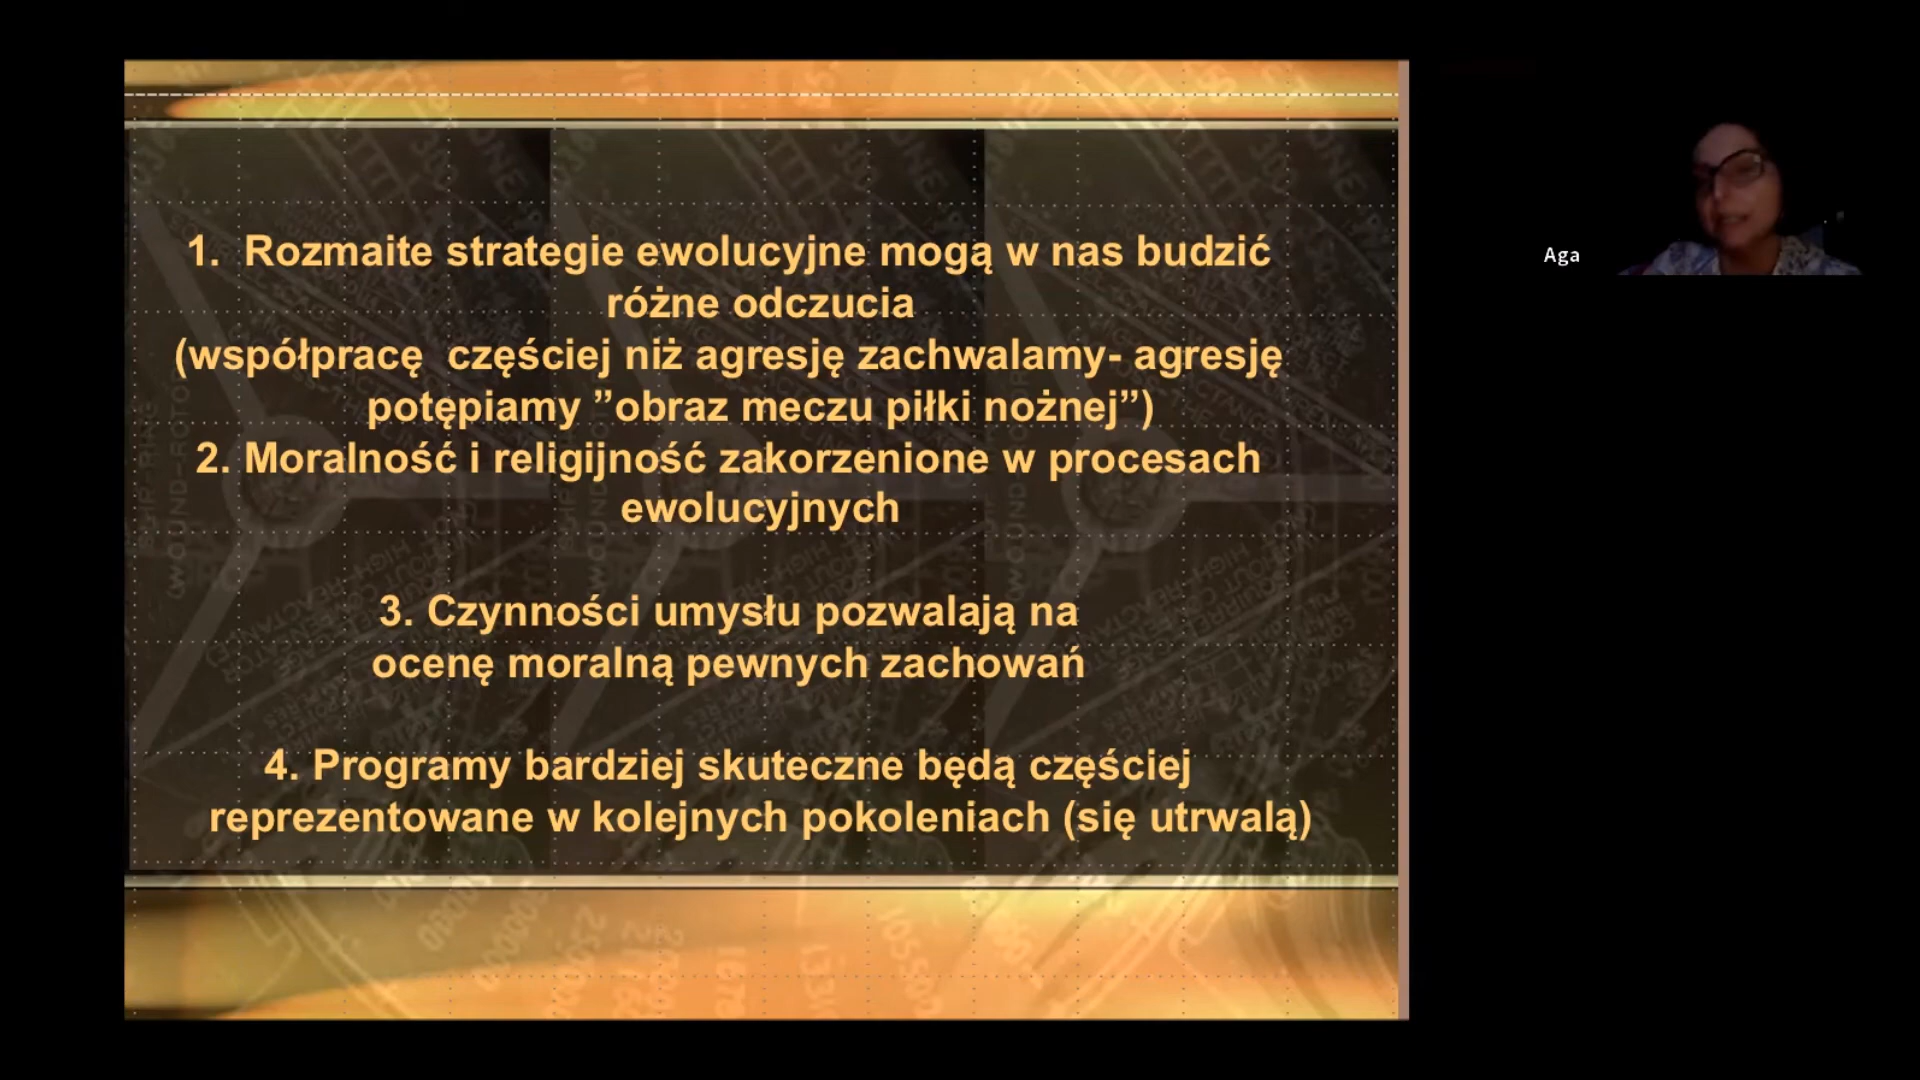 1.  Rozmaite strategie ewolucyjne mogą w nas budzić
różne odczucia
(współpracę  częściej niż agresję zachwalamy- agresję
potępiamy ”obraz meczu piłki nożnej”)
2. Moralność i religijność zakorzenione w procesach
ewolucyjnych
3. Czynności umysłu pozwalają na
ocenę moralną pewnych zachowań
4. Programy bardziej skuteczne będą częściej
reprezentowane w kolejnych pokoleniach (się utrwalą)
Aga